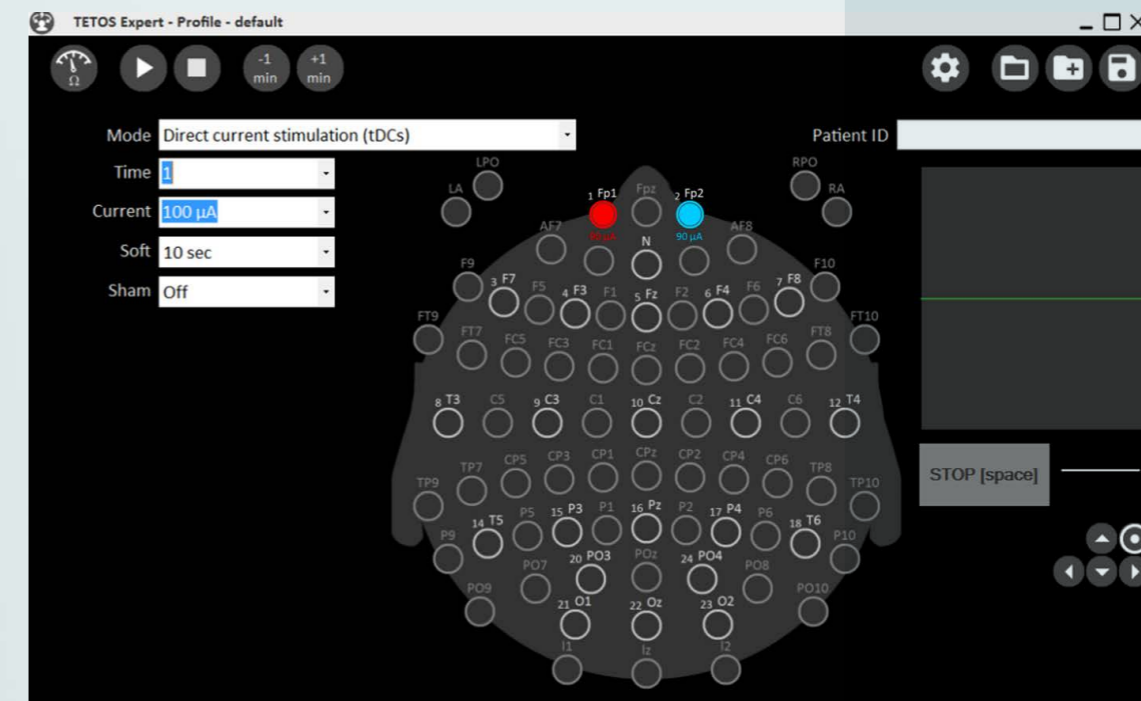 TETOS Expert - Profile - default
Ω
-1 min
+1 min
Mode Direct current stimulation (tDCs)
Patient ID
Time 1
Current 100 µA
Soft 10 sec
Sham Off
LPO RPO
LA RA
1 Fp1 Fpz 2 Fp2
90 µA
AF7 N AF8
F9 F10
3 F7 F5 4 F3 F1 5 Fz F2 6 F4 F6 7 F8
FT9 FT10
FT7 FC5 FC3 FC1 FCz FC2 FC4 FC6 FT8
8 T3 C5 9 C3 C1 10 Cz C2 11 C4 C6 12 T4
TP9 TP7 CP5 CP3 CP1 CPz CP2 CP4 CP6 TP8 TP10
STOP [space]
P9 14 T5 P5 15 P3 P1 16 Pz P2 17 P4 P6 18 T6 P10
PO7 20 PO3 POz 24 PO4 PO8
PO9 PO10
21 O1 22 Oz 23 O2
I1 Iz I2